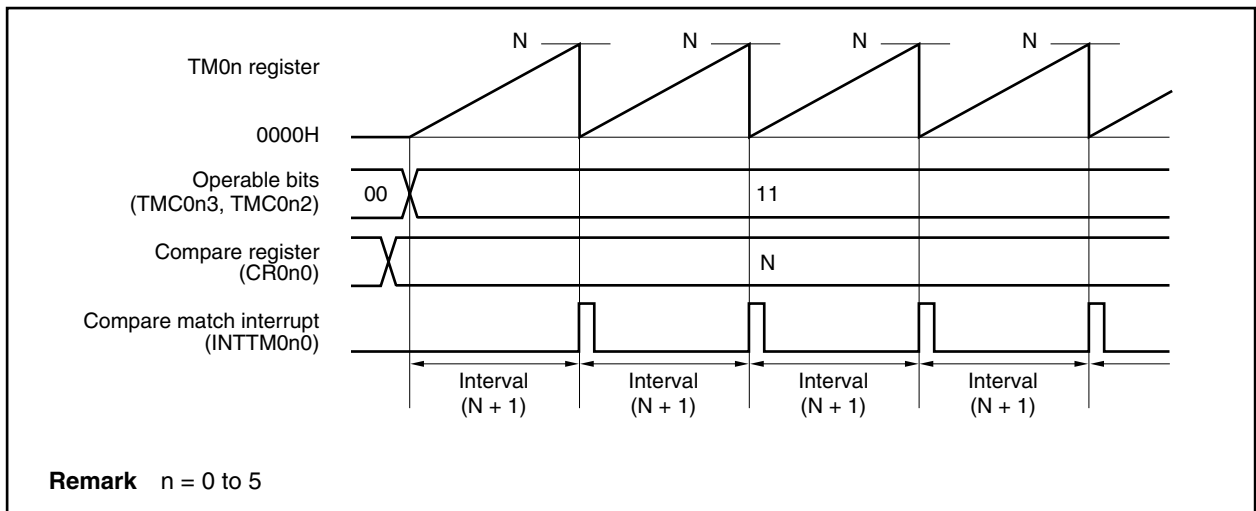 N N N N
TM0n register
0000H
Operable bits
(TMC0n3, TMC0n2)
00 11
Compare register
(CR0n0)
N
Compare match interrupt
(INTTM0n0)
Interval Interval Interval Interval
(N + 1) (N + 1) (N + 1) (N + 1)
Remark n = 0 to 5